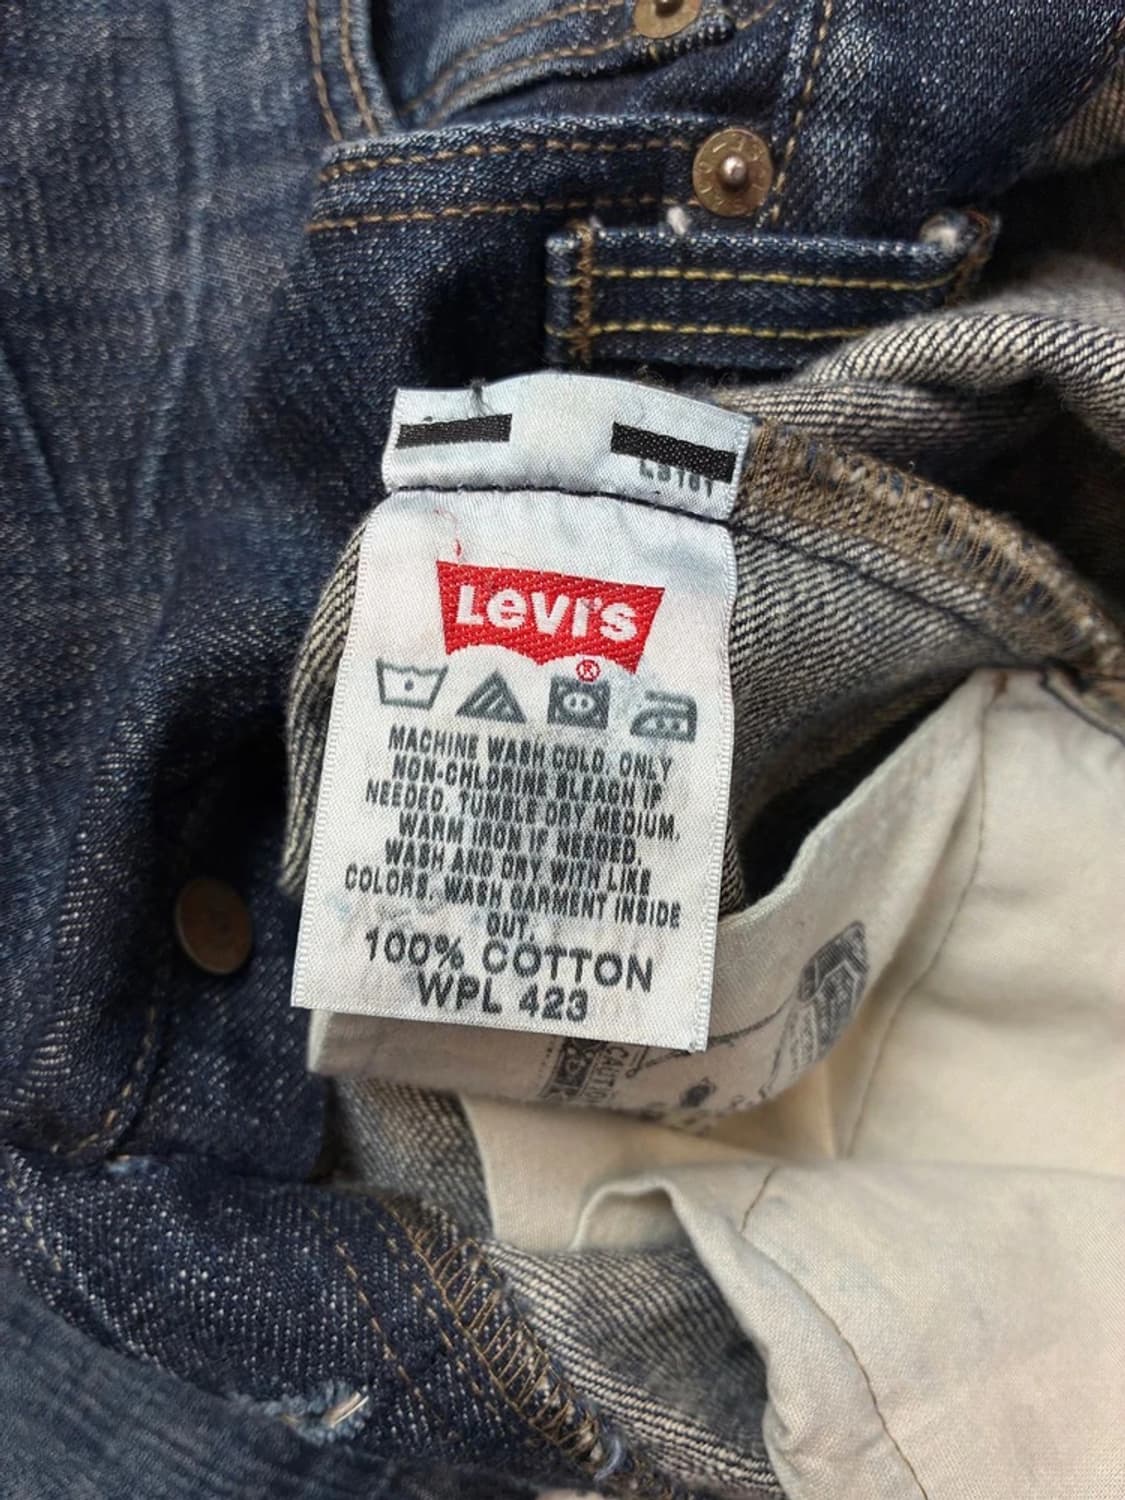 Levi's
®
MACHINE WASH COLD. ONLY
NON-CHLORINE BLEACH IF
NEEDED. TUMBLE DRY MEDIUM.
WARM IRON IF NEEDED.
WASH AND DRY WITH LIKE
COLORS. WASH GARMENT INSIDE
OUT.
100% COTTON
WPL 423
CAUTION